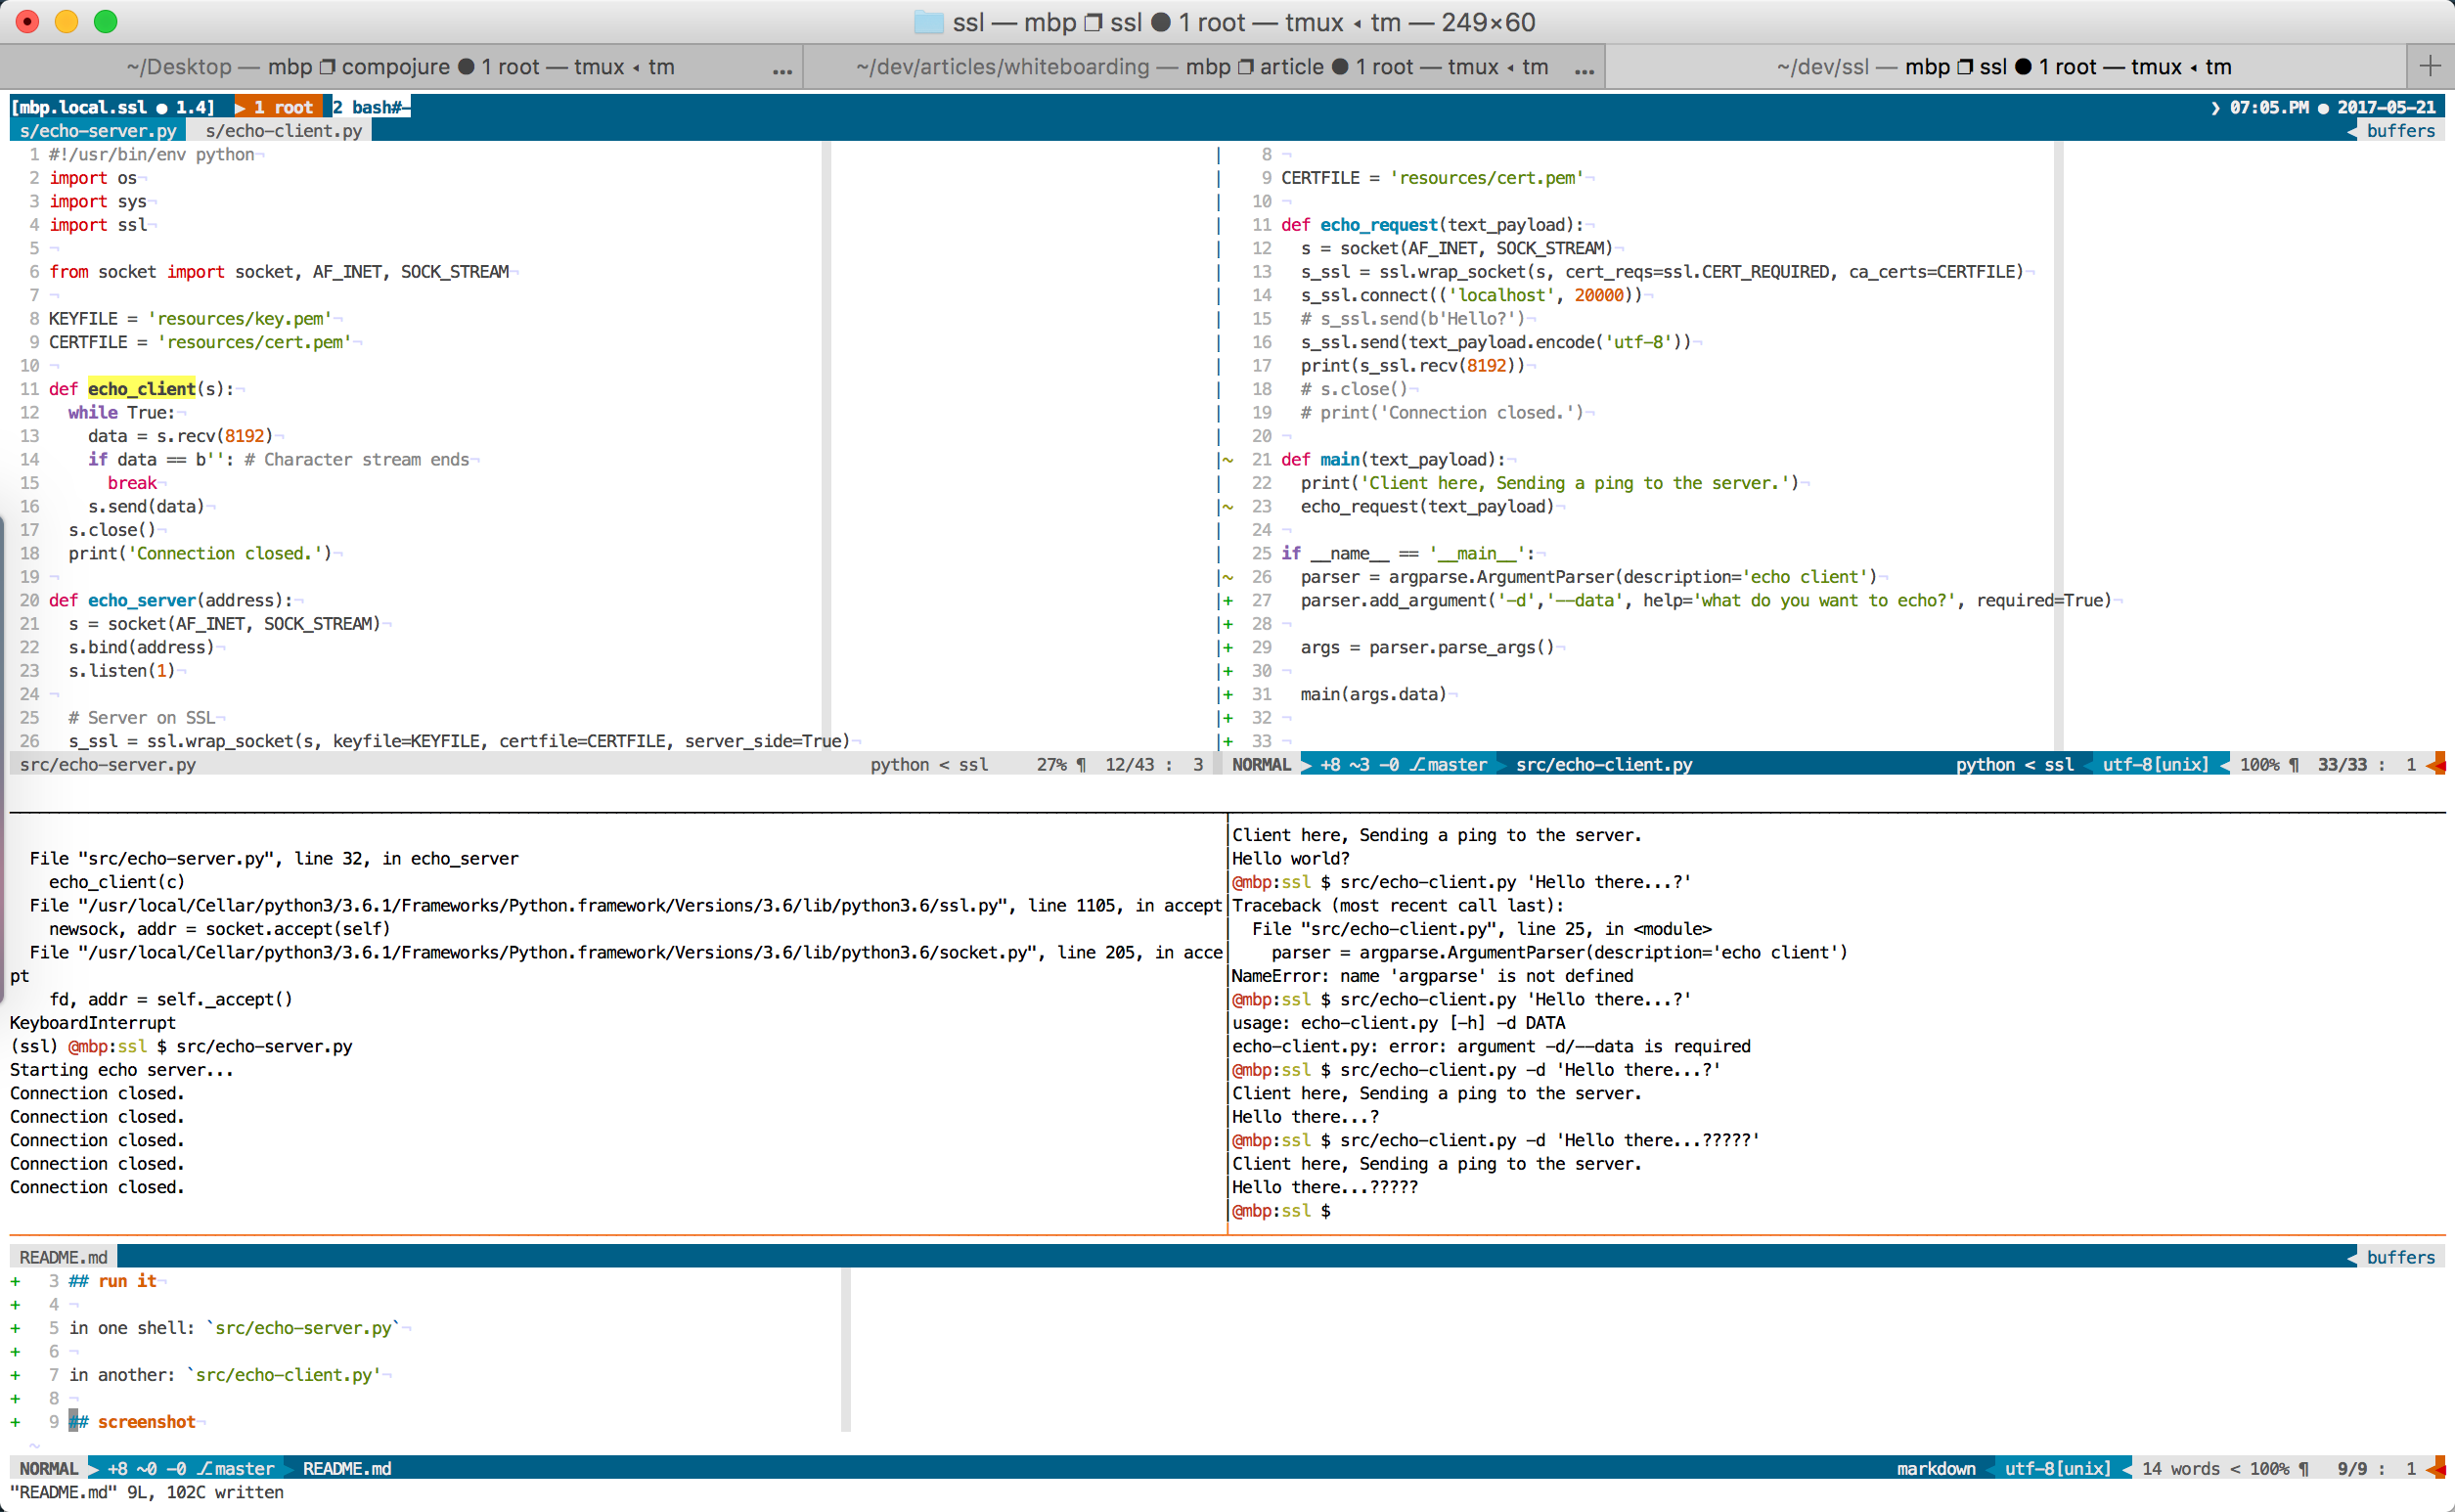 ssl — mbp ❐ ssl ● 1 root — tmux ◂ tm — 249×60
~/Desktop — mbp ❐ compojure ● 1 root — tmux ◂ tm ...
~/dev/articles/whiteboarding — mbp ❐ article ● 1 root — tmux ◂ tm ...
~/dev/ssl — mbp ❐ ssl ● 1 root — tmux ◂ tm
[mbp.local.ssl ● 1.4] ▶ 1 root 2 bash#— ❯ 07:05.PM ● 2017-05-21
s/echo-server.py s/echo-client.py < buffers
1 #!/usr/bin/env python¬
2 import os¬
3 import sys¬
4 import ssl¬
5 ¬
6 from socket import socket, AF_INET, SOCK_STREAM¬
7 ¬
8 KEYFILE = 'resources/key.pem'¬
9 CERTFILE = 'resources/cert.pem'¬
10 ¬
11 def echo_client(s):¬
12   while True:¬
13     data = s.recv(8192)¬
14     if data == b'': # Character stream ends¬
15       break¬
16     s.send(data)¬
17   s.close()¬
18   print('Connection closed.')¬
19 ¬
20 def echo_server(address):¬
21   s = socket(AF_INET, SOCK_STREAM)¬
22   s.bind(address)¬
23   s.listen(1)¬
24 ¬
25   # Server on SSL¬
26   s_ssl = ssl.wrap_socket(s, keyfile=KEYFILE, certfile=CERTFILE, server_side=True)¬
src/echo-server.py python < ssl 27% ¶ 12/43 : 3
8 ¬
9 CERTFILE = 'resources/cert.pem'¬
10 ¬
11 def echo_request(text_payload):¬
12   s = socket(AF_INET, SOCK_STREAM)¬
13   s_ssl = ssl.wrap_socket(s, cert_reqs=ssl.CERT_REQUIRED, ca_certs=CERTFILE)¬
14   s_ssl.connect(('localhost', 20000))¬
15   # s_ssl.send(b'Hello?')¬
16   s_ssl.send(text_payload.encode('utf-8'))¬
17   print(s_ssl.recv(8192))¬
18   # s.close()¬
19   # print('Connection closed.')¬
20 ¬
~ 21 def main(text_payload):¬
22   print('Client here, Sending a ping to the server.')¬
~ 23   echo_request(text_payload)¬
24 ¬
25 if __name__ == '__main__':¬
~ 26   parser = argparse.ArgumentParser(description='echo client')¬
+ 27   parser.add_argument('-d','--data', help='what do you want to echo?', required=True)¬
+ 28 ¬
+ 29   args = parser.parse_args()¬
+ 30 ¬
+ 31   main(args.data)¬
+ 32 ¬
+ 33 ¬
NORMAL ▶ +8 ~3 -0 ⎇master src/echo-client.py python < ssl utf-8[unix] < 100% ¶ 33/33 : 1
  File "src/echo-server.py", line 32, in echo_server
    echo_client(c)
  File "/usr/local/Cellar/python3/3.6.1/Frameworks/Python.framework/Versions/3.6/lib/python3.6/ssl.py", line 1105, in accept
    newsock, addr = socket.accept(self)
  File "/usr/local/Cellar/python3/3.6.1/Frameworks/Python.framework/Versions/3.6/lib/python3.6/socket.py", line 205, in acce
pt
    fd, addr = self._accept()
KeyboardInterrupt
(ssl) @mbp:ssl $ src/echo-server.py
Starting echo server...
Connection closed.
Connection closed.
Connection closed.
Connection closed.
Connection closed.
Client here, Sending a ping to the server.
Hello world?
@mbp:ssl $ src/echo-client.py 'Hello there...?'
Traceback (most recent call last):
  File "src/echo-client.py", line 25, in <module>
    parser = argparse.ArgumentParser(description='echo client')
NameError: name 'argparse' is not defined
@mbp:ssl $ src/echo-client.py 'Hello there...?'
usage: echo-client.py [-h] -d DATA
echo-client.py: error: argument -d/--data is required
@mbp:ssl $ src/echo-client.py -d 'Hello there...?'
Client here, Sending a ping to the server.
Hello there...?
@mbp:ssl $ src/echo-client.py -d 'Hello there...?????'
Client here, Sending a ping to the server.
Hello there...?????
@mbp:ssl $
README.md < buffers
+ 3 ## run it¬
+ 4 ¬
+ 5 in one shell: `src/echo-server.py`¬
+ 6 ¬
+ 7 in another: `src/echo-client.py'¬
+ 8 ¬
+ 9 ## screenshot¬
~
NORMAL ▶ +8 ~0 -0 ⎇master README.md markdown utf-8[unix] < 14 words < 100% ¶ 9/9 : 1
"README.md" 9L, 102C written